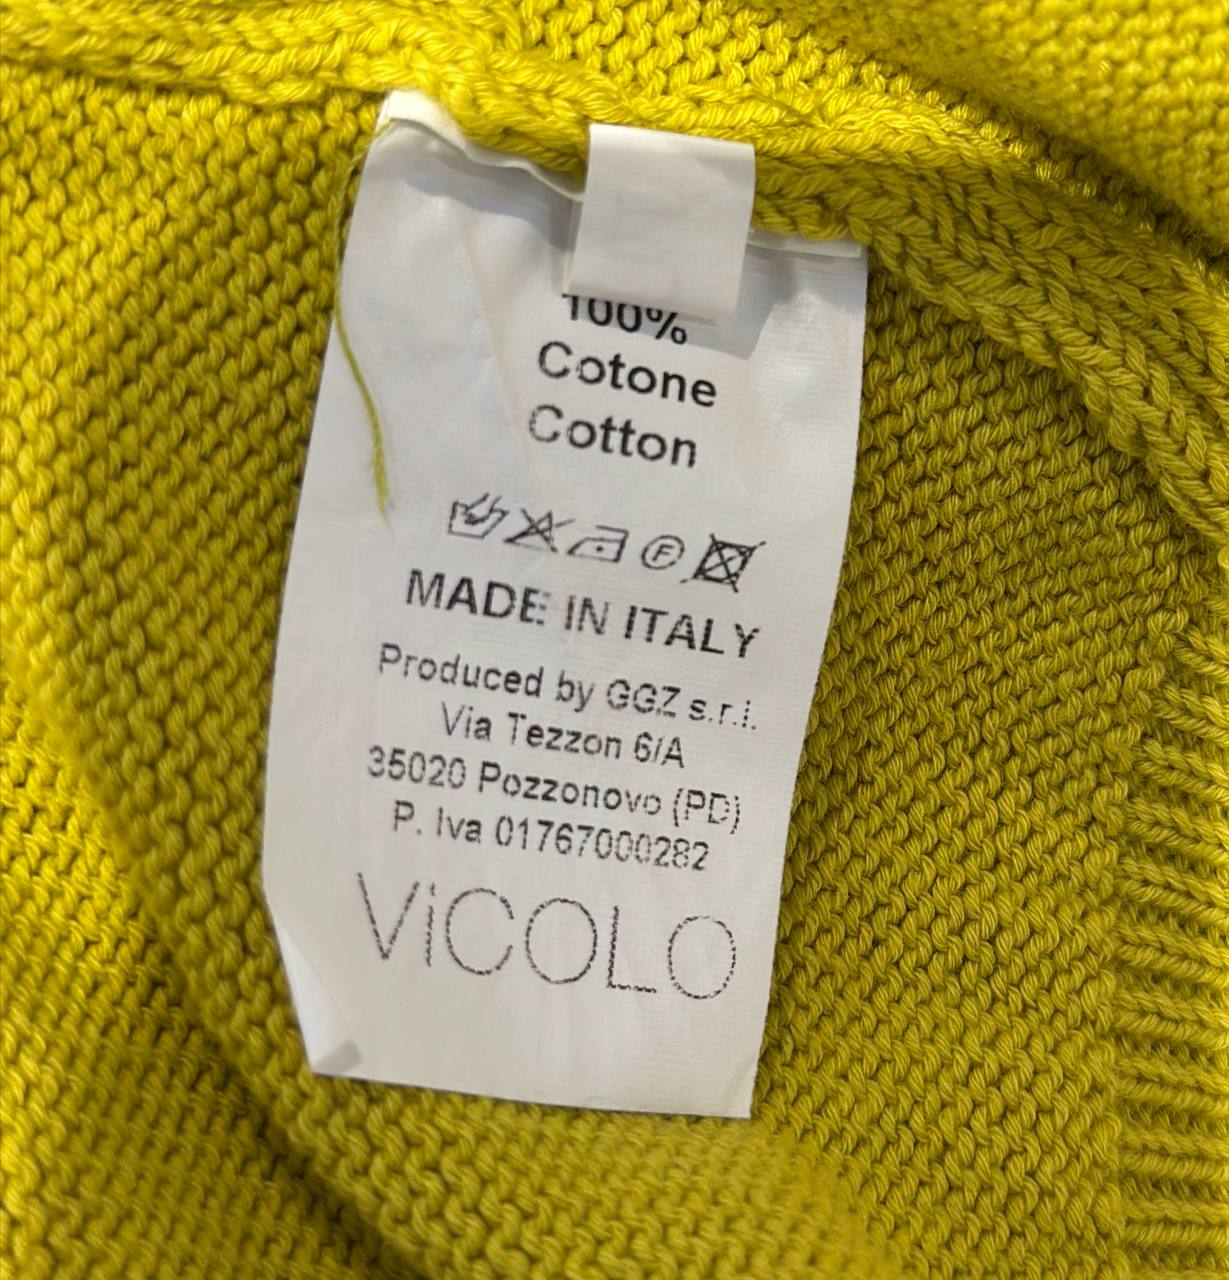 100%
Cotone
Cotton
F
MADE IN ITALY
Produced by GGZ s.r.l.
Via Tezzon 6/A
35020 Pozzonovo (PD)
P. Iva 01767000282
ViCOLO